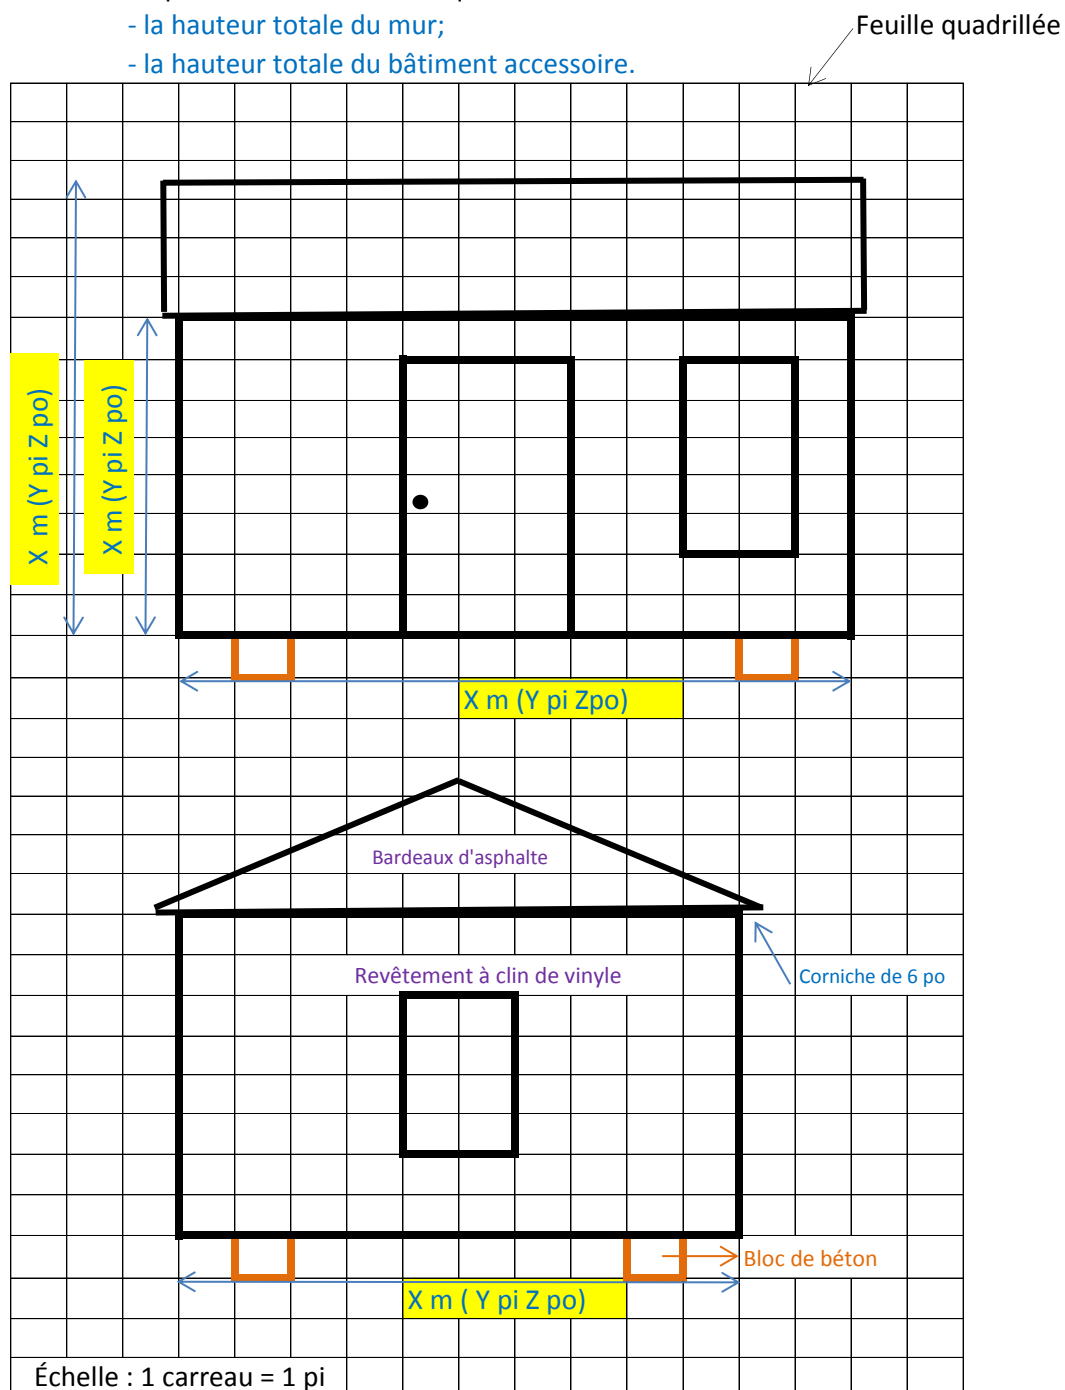 - la hauteur totale du mur;
Feuille quadrillée
- la hauteur totale du bâtiment accessoire.
X m (Y pi Z po)
X m (Y pi Z po)
X m (Y pi Zpo)
Bardeaux d'asphalte
Revêtement à clin de vinyle
Corniche de 6 po
Bloc de béton
X m ( Y pi Z po)
Échelle : 1 carreau = 1 pi